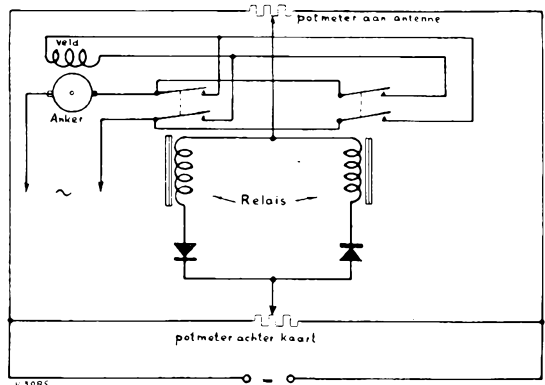 potmeter aan antenne
veld
Anker
~
Relais
potmeter achter kaart